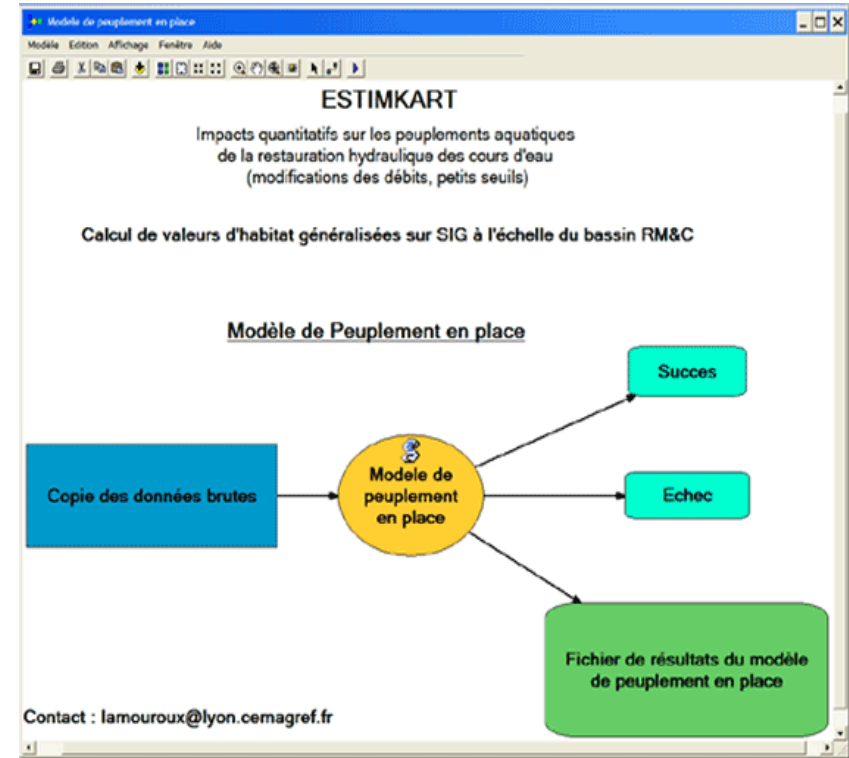 Modele de peuplement en place
Modèle Edition Affichage Fenêtre Aide
ESTIMKART
Impacts quantitatifs sur les peuplements aquatiques
de la restauration hydraulique des cours d'eau
(modifications des débits, petits seuils)
Calcul de valeurs d'habitat généralisées sur SIG à l'échelle du bassin RM&C
Modèle de Peuplement en place
Succes
Copie des données brutes
Modele de
peuplement
en place
Echec
Fichier de résultats du modèle
de peuplement en place
Contact : lamouroux@lyon.cemagref.fr